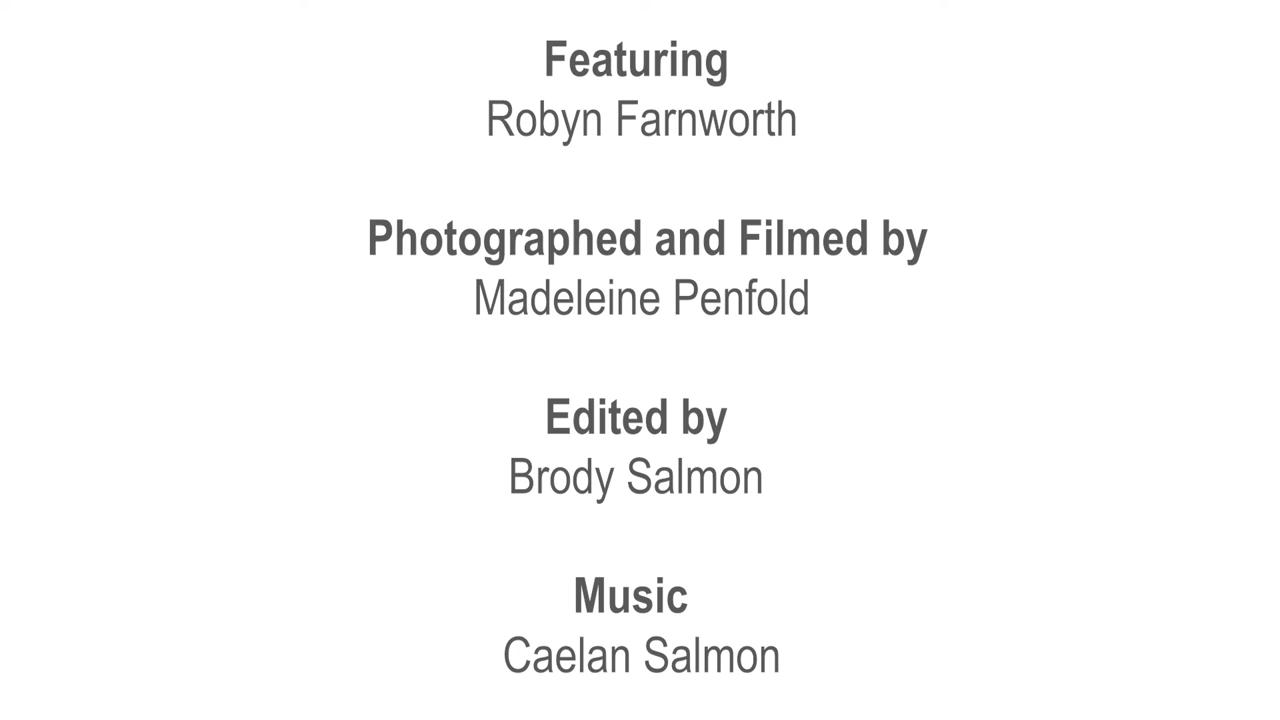 Featuring
Robyn Farnworth
Photographed and Filmed by
Madeleine Penfold
Edited by
Brody Salmon
Music
Caelan Salmon